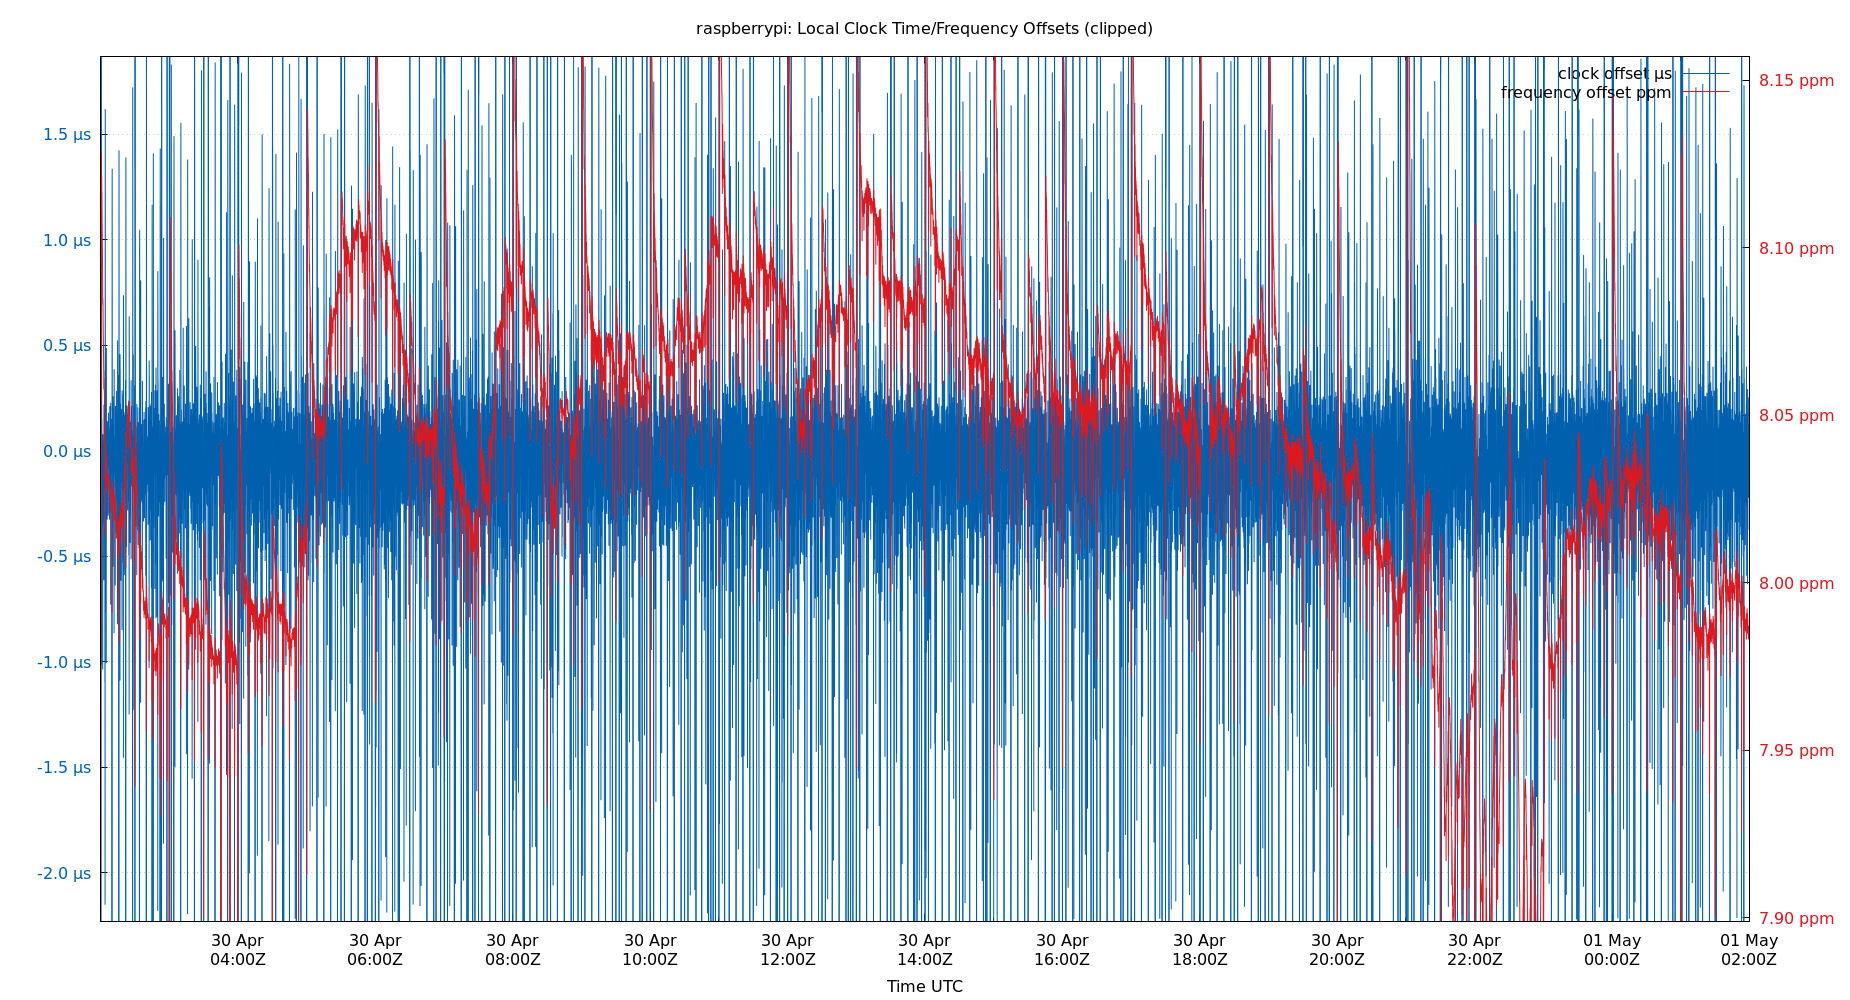 raspberrypi: Local Clock Time/Frequency Offsets (clipped)
clock offset µs
frequency offset ppm
1.5 µs
1.0 µs
0.5 µs
0.0 µs
-0.5 µs
-1.0 µs
-1.5 µs
-2.0 µs
8.15 ppm
8.10 ppm
8.05 ppm
8.00 ppm
7.95 ppm
7.90 ppm
30 Apr 30 Apr 30 Apr 30 Apr 30 Apr 30 Apr 30 Apr 30 Apr 30 Apr 30 Apr 01 May 01 May
04:00Z 06:00Z 08:00Z 10:00Z 12:00Z 14:00Z 16:00Z 18:00Z 20:00Z 22:00Z 00:00Z 02:00Z
Time UTC